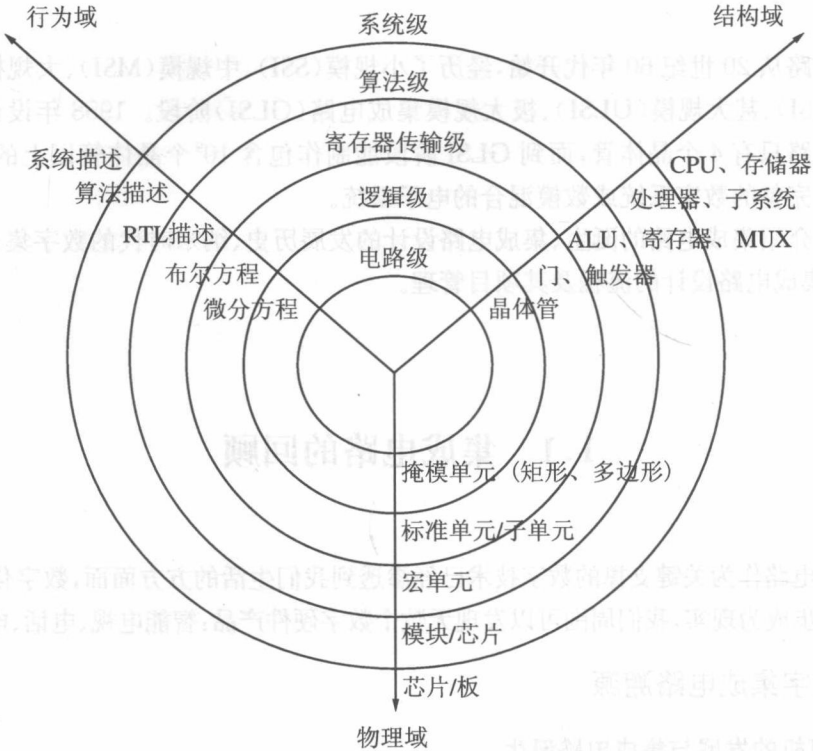 行为域
系统级
结构域
算法级
寄存器传输级
系统描述
CPU、存储器
算法描述
逻辑级
处理器、子系统
RTL描述
ALU、寄存器、MUX
电路级
布尔方程
门、触发器
微分方程
晶体管
掩模单元（矩形、多边形）
标准单元/子单元
宏单元
模块/芯片
芯片/板
物理域